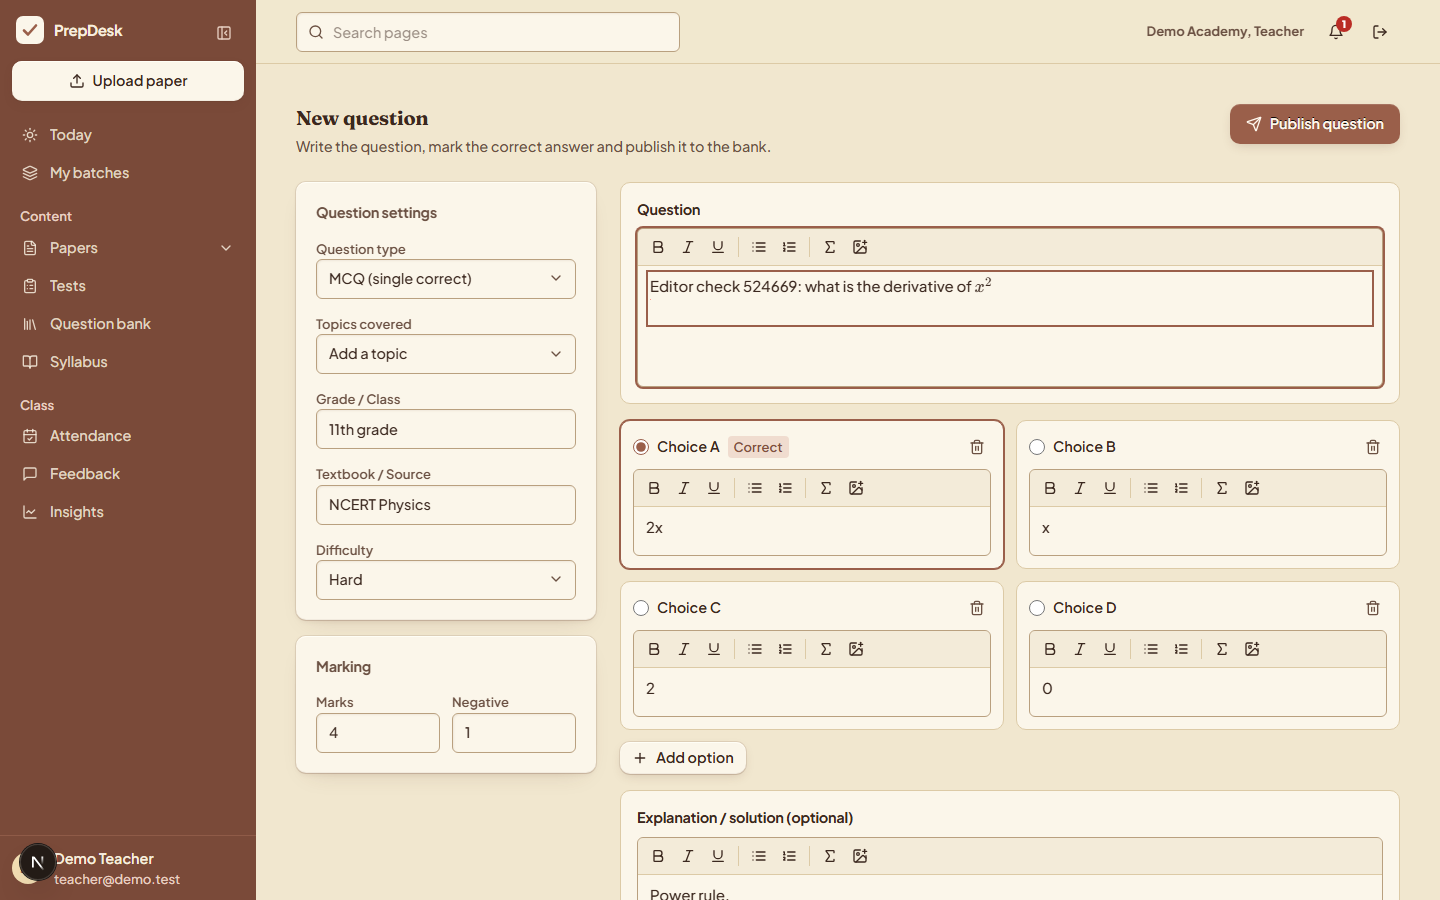 PrepDesk
Upload paper
Today
My batches
Content
Papers
Tests
Question bank
Syllabus
Class
Attendance
Feedback
Insights
N
Demo Teacher
teacher@demo.test
Search pages
Demo Academy, Teacher
1
New question
Write the question, mark the correct answer and publish it to the bank.
Publish question
Question settings
Question type
MCQ (single correct)
Topics covered
Add a topic
Grade / Class
11th grade
Textbook / Source
NCERT Physics
Difficulty
Hard
Marking
Marks
Negative
4
1
Question
B I U Σ
Editor check 524669: what is the derivative of x²
Choice A Correct
B I U Σ
2x
Choice B
B I U Σ
x
Choice C
B I U Σ
2
Choice D
B I U Σ
0
Add option
Explanation / solution (optional)
B I U Σ
Power rule.